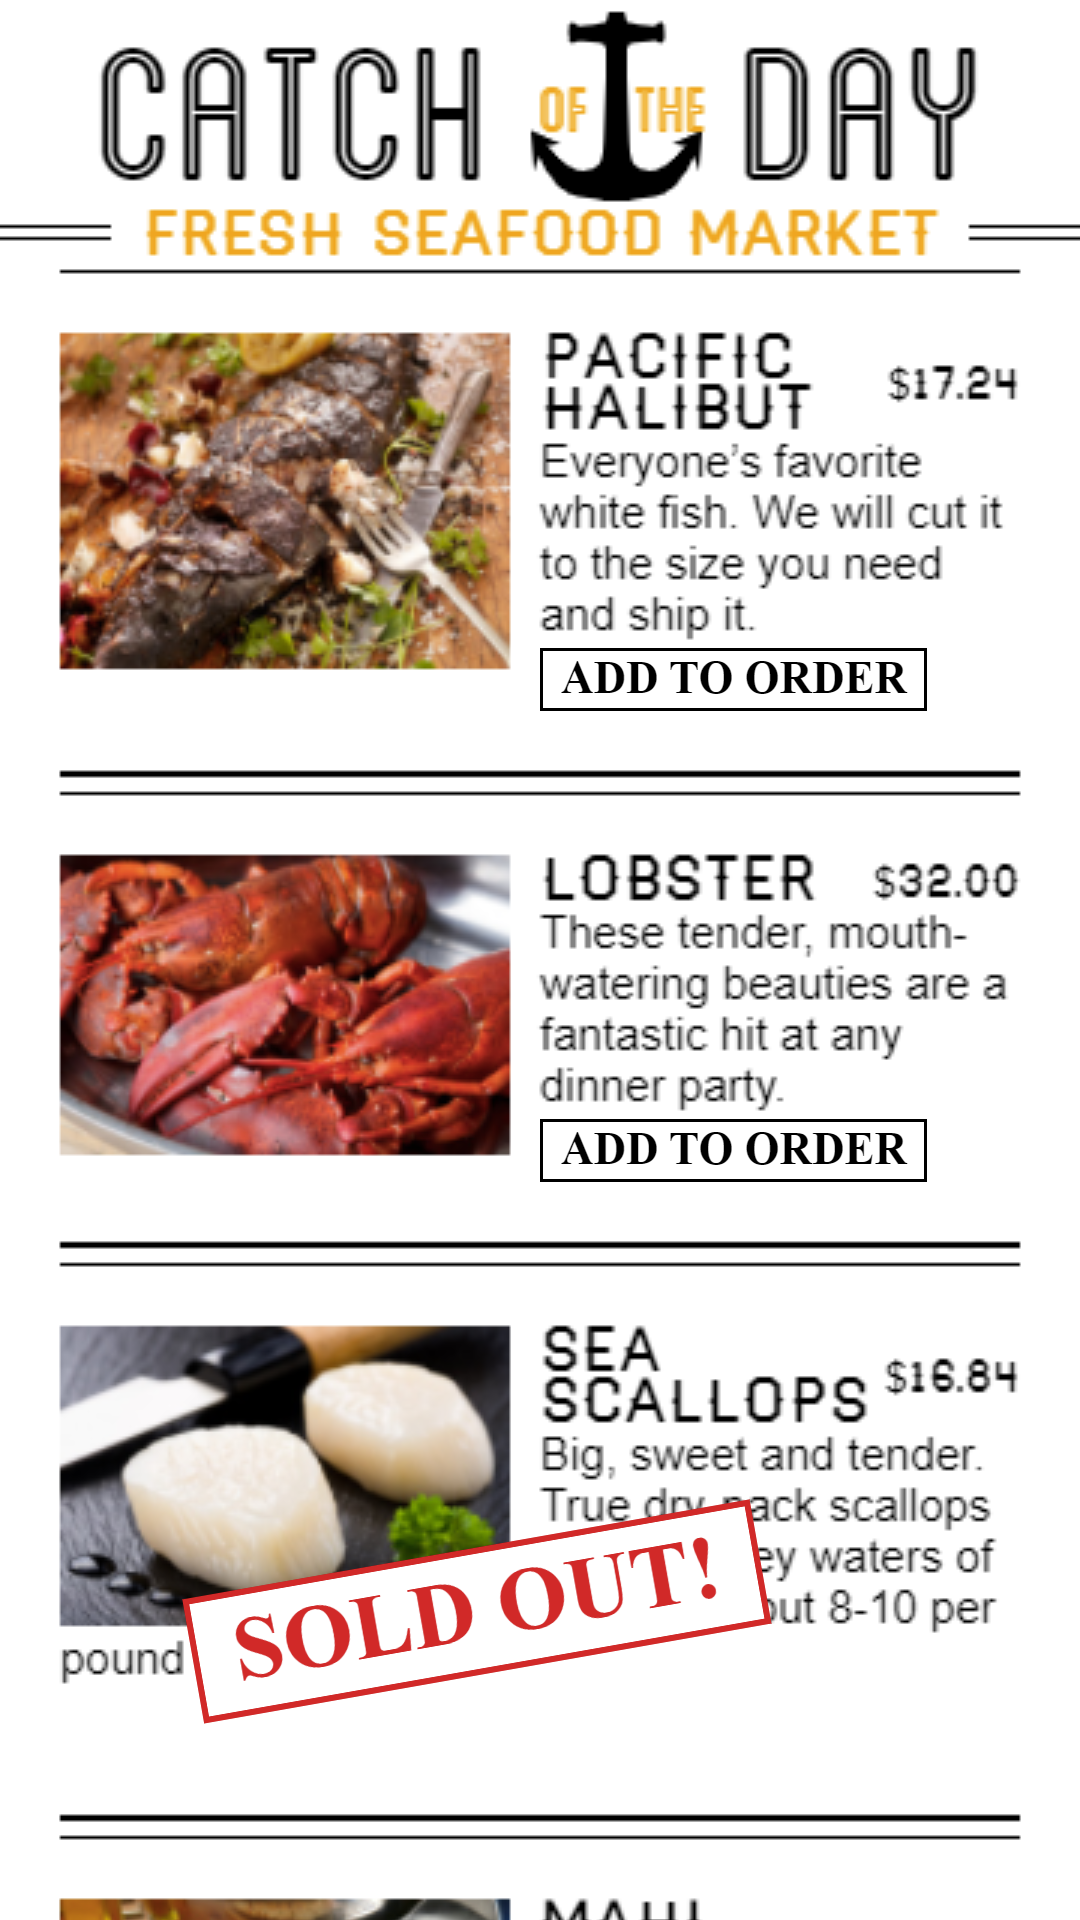 CATCH OF THE DAY
FRESH SEAFOOD MARKET
PACIFIC
HALIBUT
$17.24
Everyone's favorite
white fish. We will cut it
to the size you need
and ship it.
ADD TO ORDER
LOBSTER $32.00
These tender, mouth-
watering beauties are a
fantastic hit at any
dinner party.
ADD TO ORDER
SEA
SCALLOPS
$16.84
Big, sweet and tender.
True dry-pack scallops
waters of
8-10 per
pound
SOLD OUT!
MAHI